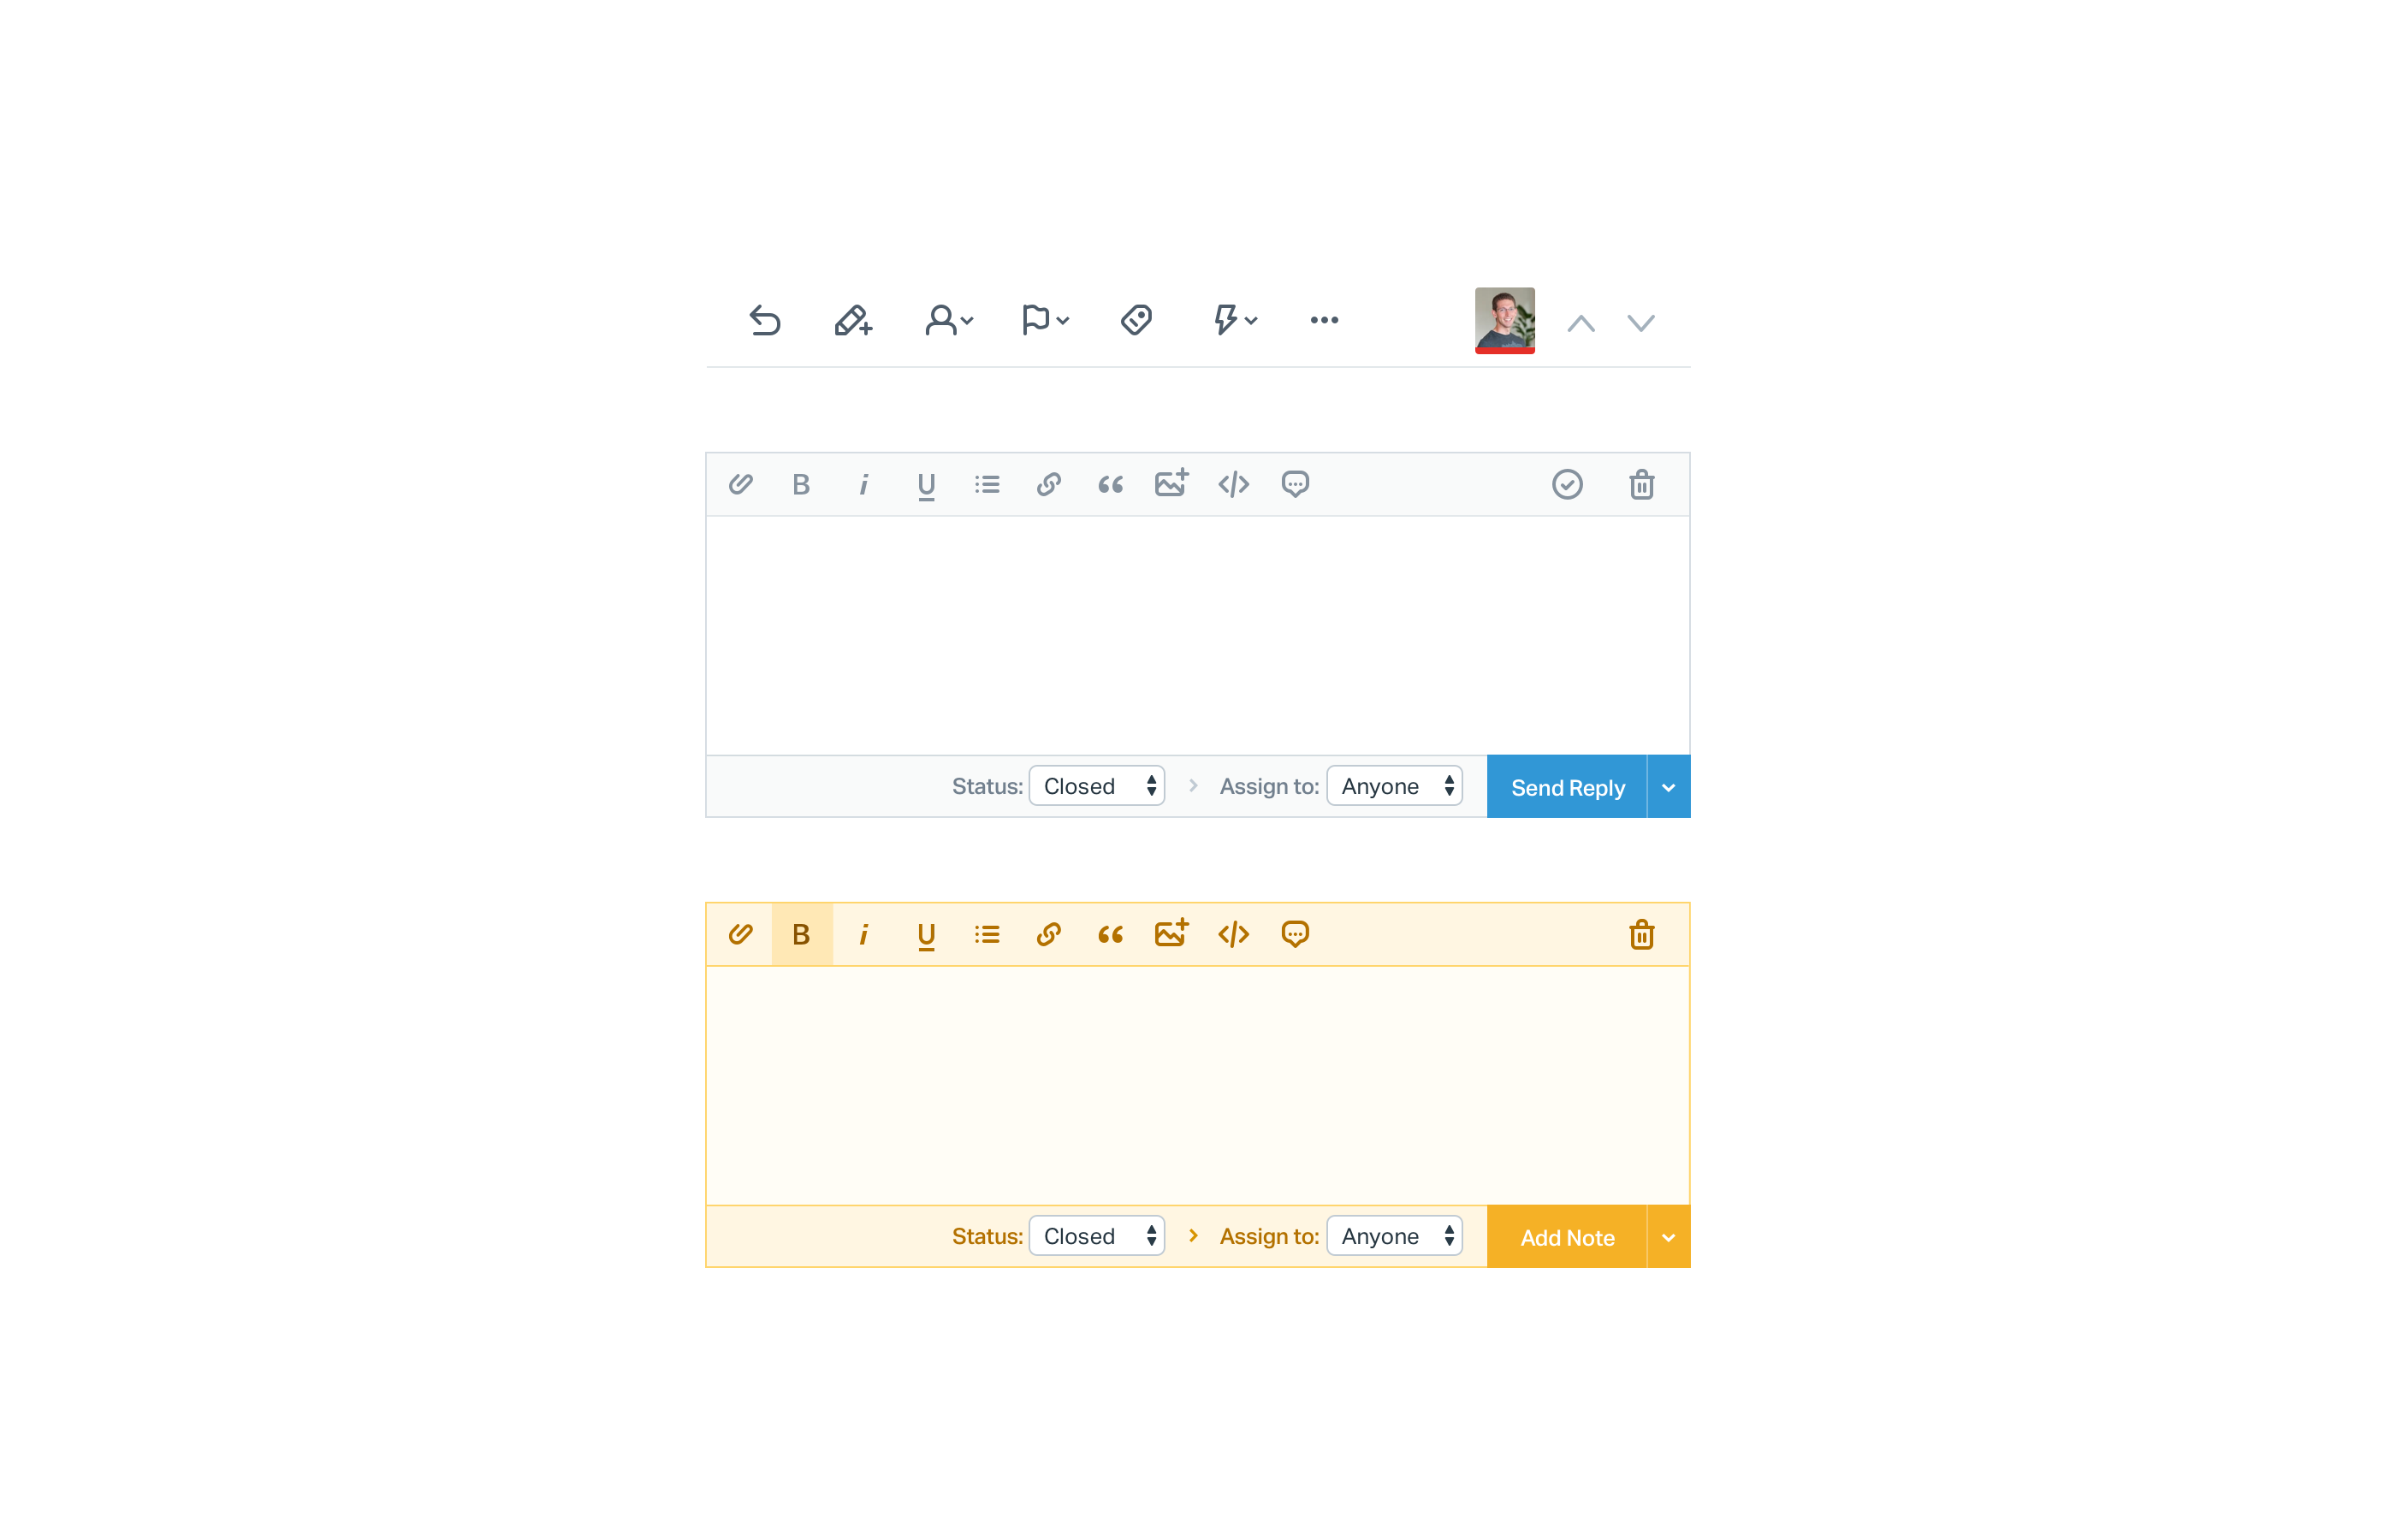 B i U
Status: Closed Assign to: Anyone Send Reply
B i U
Status: Closed Assign to: Anyone Add Note